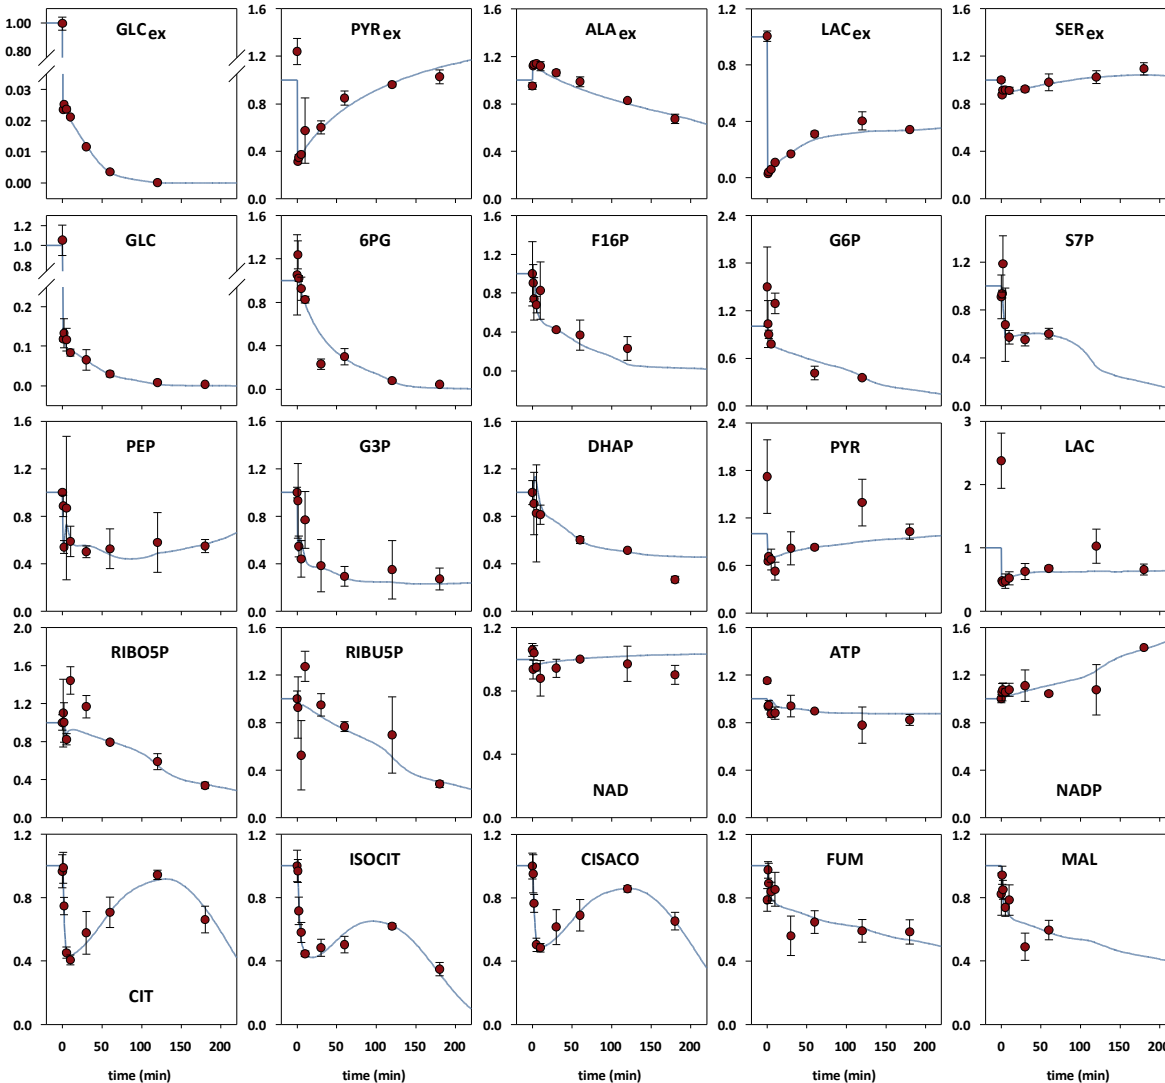 GLCex PYRex ALAex LACex SERex
1.00 0.80 0.03 0.02 0.01 0.00
1.6 1.2 0.8 0.4 0.0
1.6 1.2 0.8 0.4 0.0
1.2 0.8 0.4 0.0
1.6 1.2 0.8 0.4 0.0
GLC 6PG F16P G6P S7P
1.2 1.0 0.8 0.2 0.1 0.0
1.6 1.2 0.8 0.4 0.0
1.6 1.2 0.8 0.4 0.0
2.4 1.8 1.2 0.6 0.0
1.2 0.8 0.4 0.0
PEP G3P DHAP PYR LAC
1.6 1.2 0.8 0.4 0.0
1.6 1.2 0.8 0.4 0.0
1.6 1.2 0.8 0.4 0.0
2.4 1.8 1.2 0.6 0.0
3 2 1 0
RIBO5P RIBU5P NAD ATP NADP
2.0 1.6 1.2 0.8 0.4 0.0
1.6 1.2 0.8 0.4 0.0
1.2 0.8 0.4 0.0
1.6 1.2 0.8 0.4 0.0
1.6 1.2 0.8 0.4 0.0
CIT ISOCIT CISACO FUM MAL
1.2 0.8 0.4 0.0
1.2 0.8 0.4 0.0
1.2 0.8 0.4 0.0
1.2 0.8 0.4 0.0
1.2 0.8 0.4 0.0
0 50 100 150 200 0 50 100 150 200 0 50 100 150 200 0 50 100 150 200 0 50 100 150
time (min) time (min) time (min) time (min) time (min)